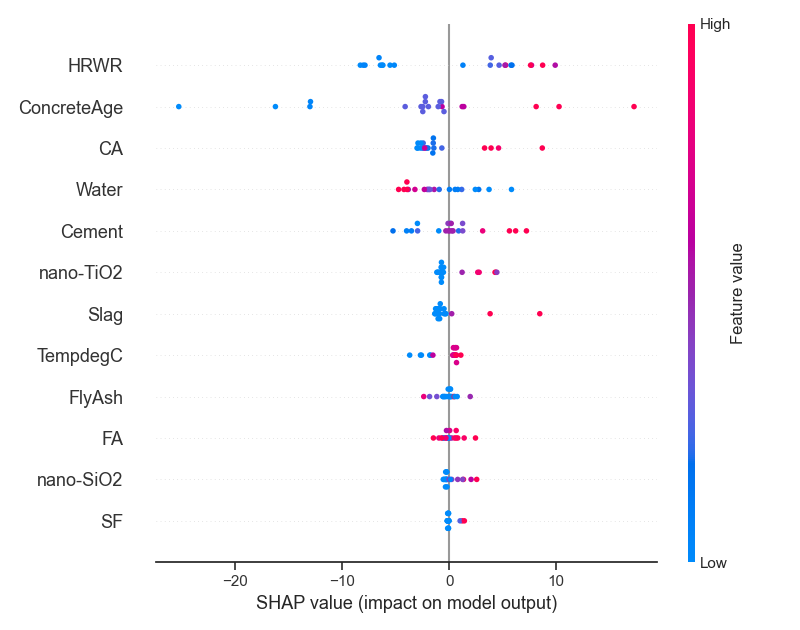 High
HRWR
ConcreteAge
CA
Water
Cement
nano-TiO2
Slag
TempdegC
FlyAsh
FA
nano-SiO2
SF
Feature value
Low
−20
−10
0
10
SHAP value (impact on model output)